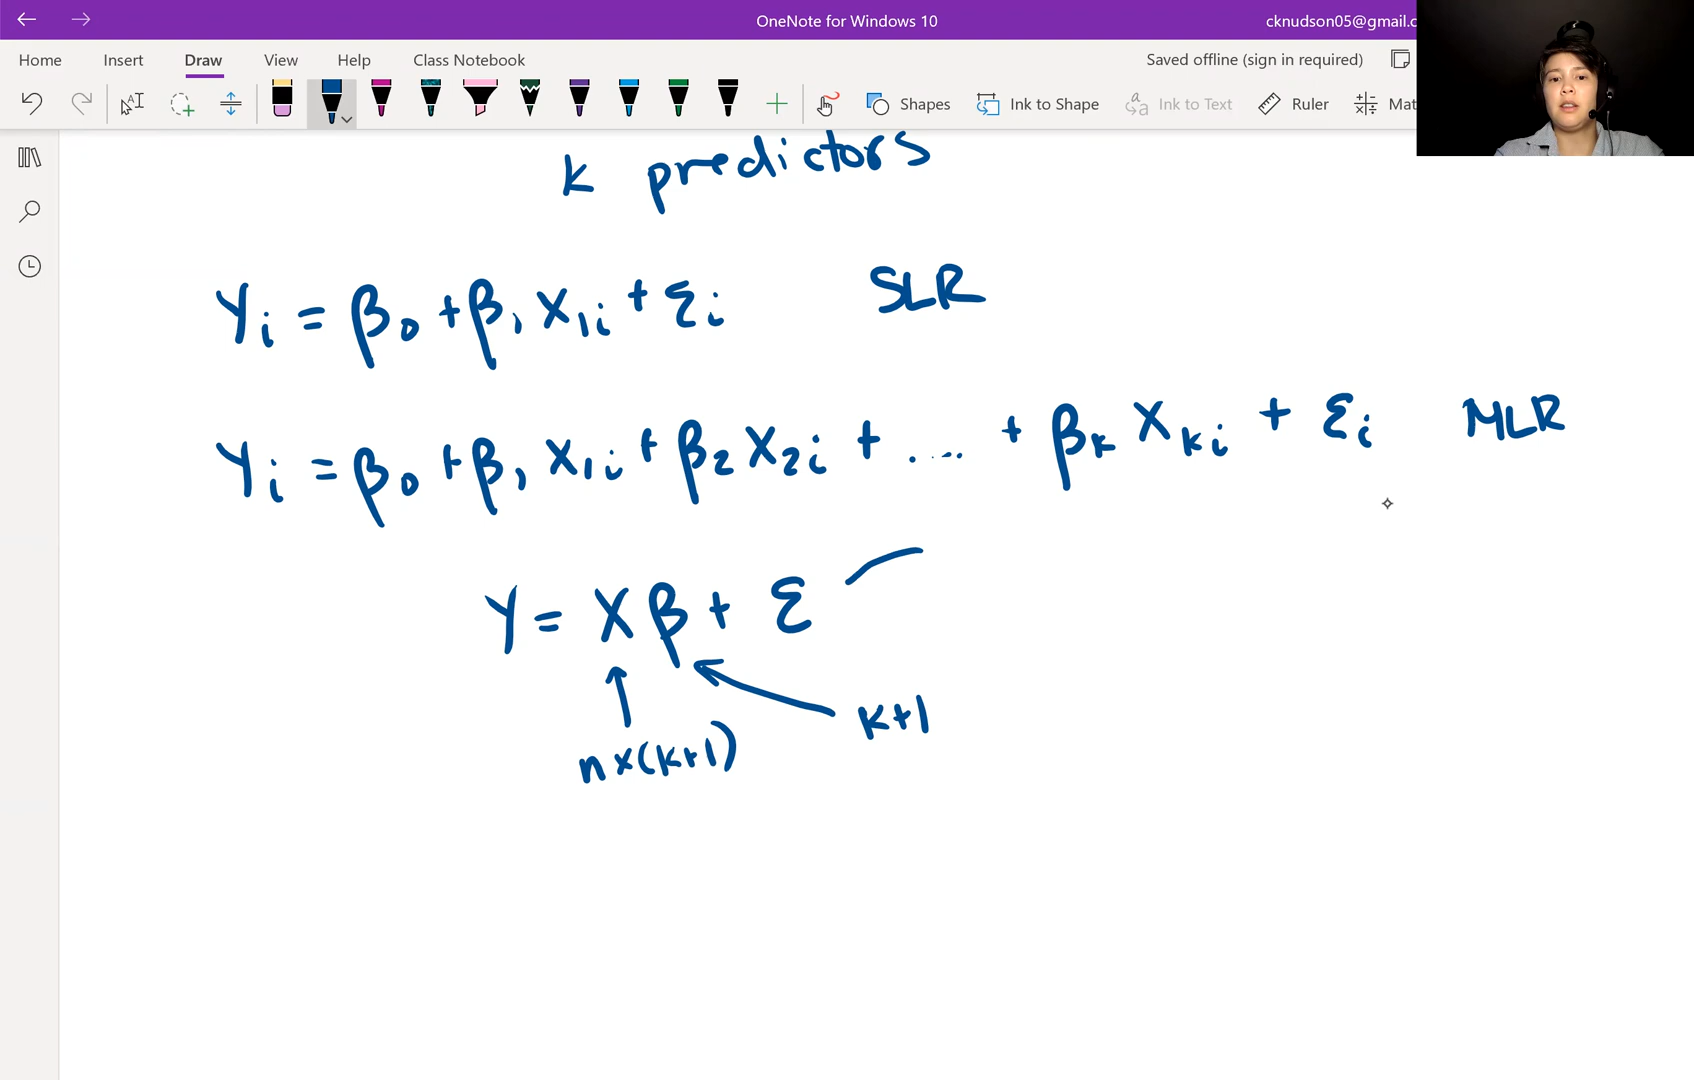 OneNote for Windows 10
cknudson05@gmail.c
Home Insert Draw View Help Class Notebook
Saved offline (sign in required)
Shapes Ink to Shape Ink to Text Ruler Mat
k predictors
Yi = β0 + β1 X1i + εi SLR
Yi = β0 + β1 X1i + β2 X2i + .... + βk Xki + εi MLR
Y = Xβ + ε
k+1
n×(k+1)